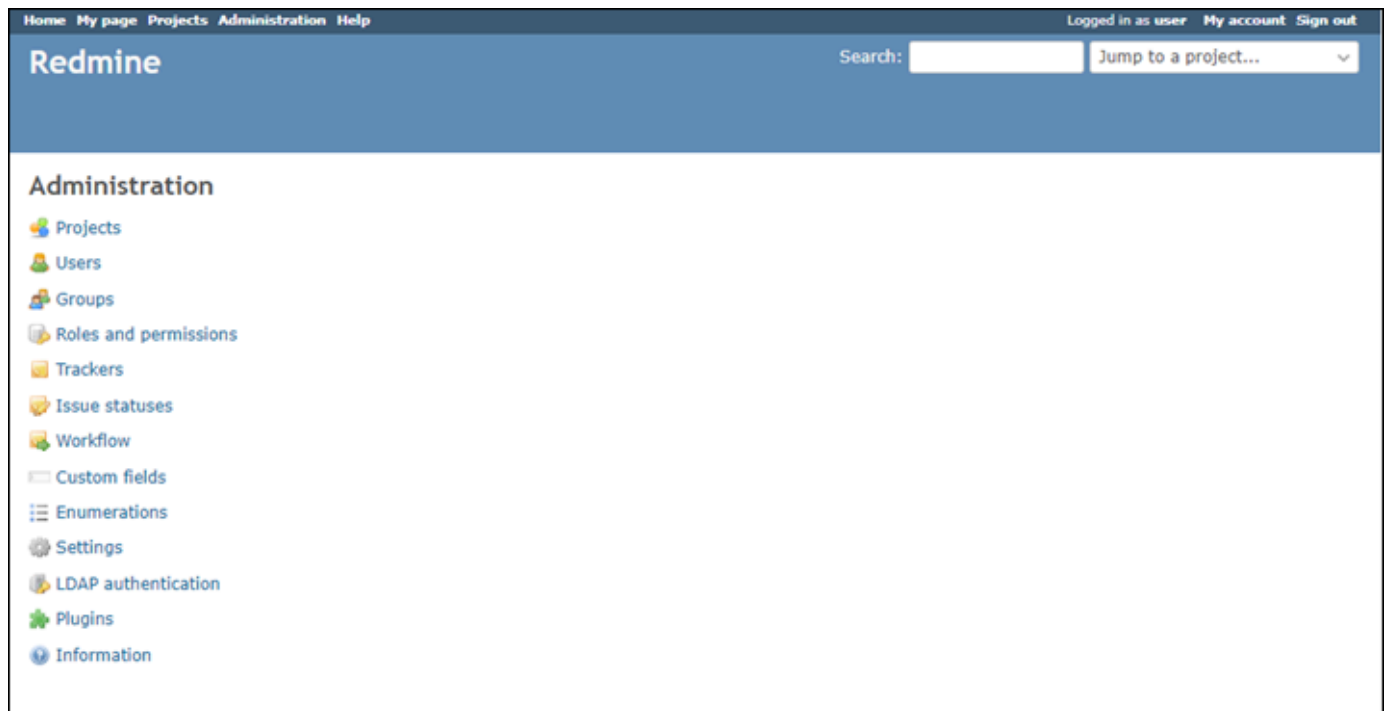 Home My page Projects Administration Help Logged in as user My account Sign out
Redmine Search: Jump to a project...
Administration
Projects
Users
Groups
Roles and permissions
Trackers
Issue statuses
Workflow
Custom fields
Enumerations
Settings
LDAP authentication
Plugins
Information